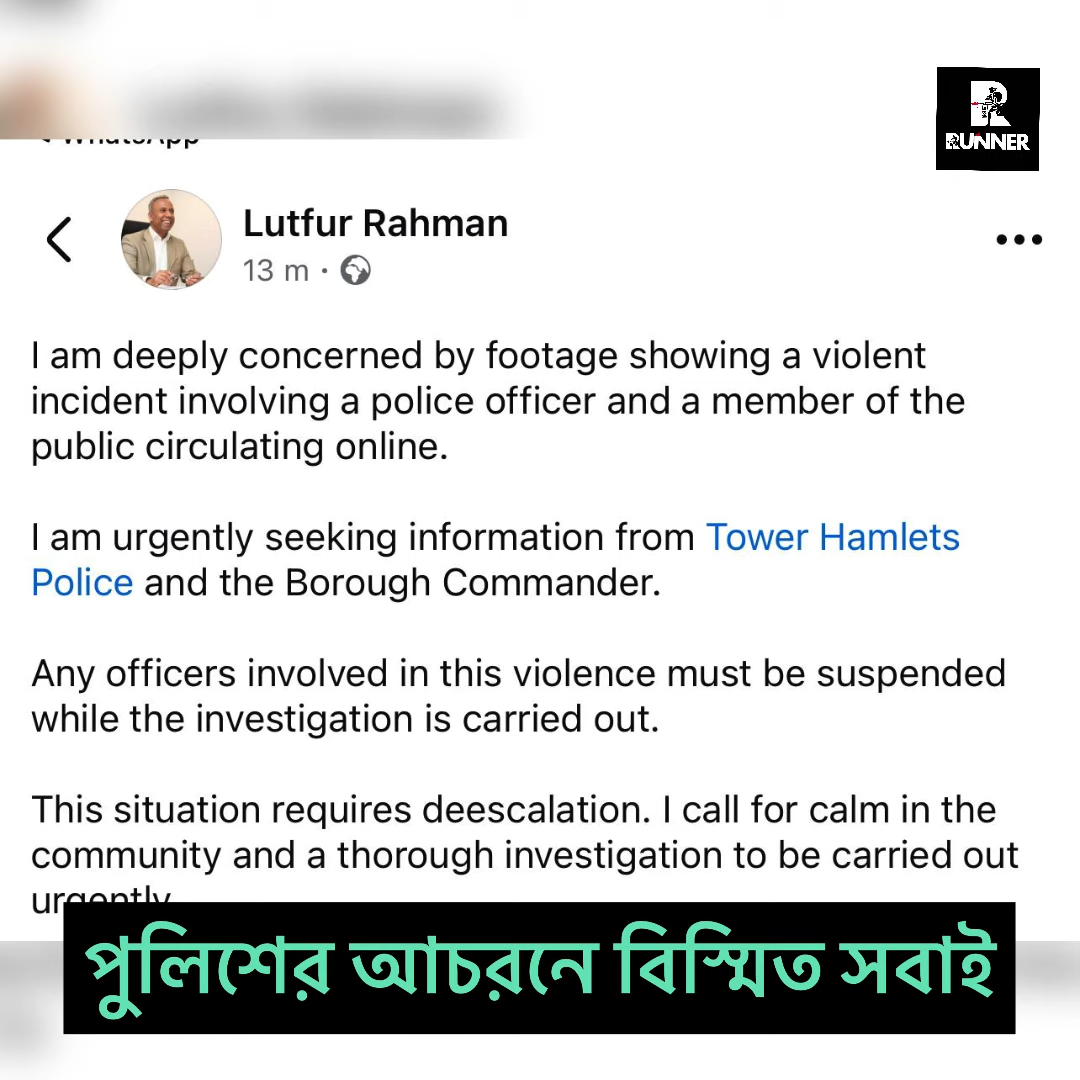 WhatsApp
RUNNER
Lutfur Rahman
13 m ·
I am deeply concerned by footage showing a violent
incident involving a police officer and a member of the
public circulating online.
I am urgently seeking information from Tower Hamlets
Police and the Borough Commander.
Any officers involved in this violence must be suspended
while the investigation is carried out.
This situation requires deescalation. I call for calm in the
community and a thorough investigation to be carried out
urgently
পুলিশের আচরনে বিস্মিত সবাই